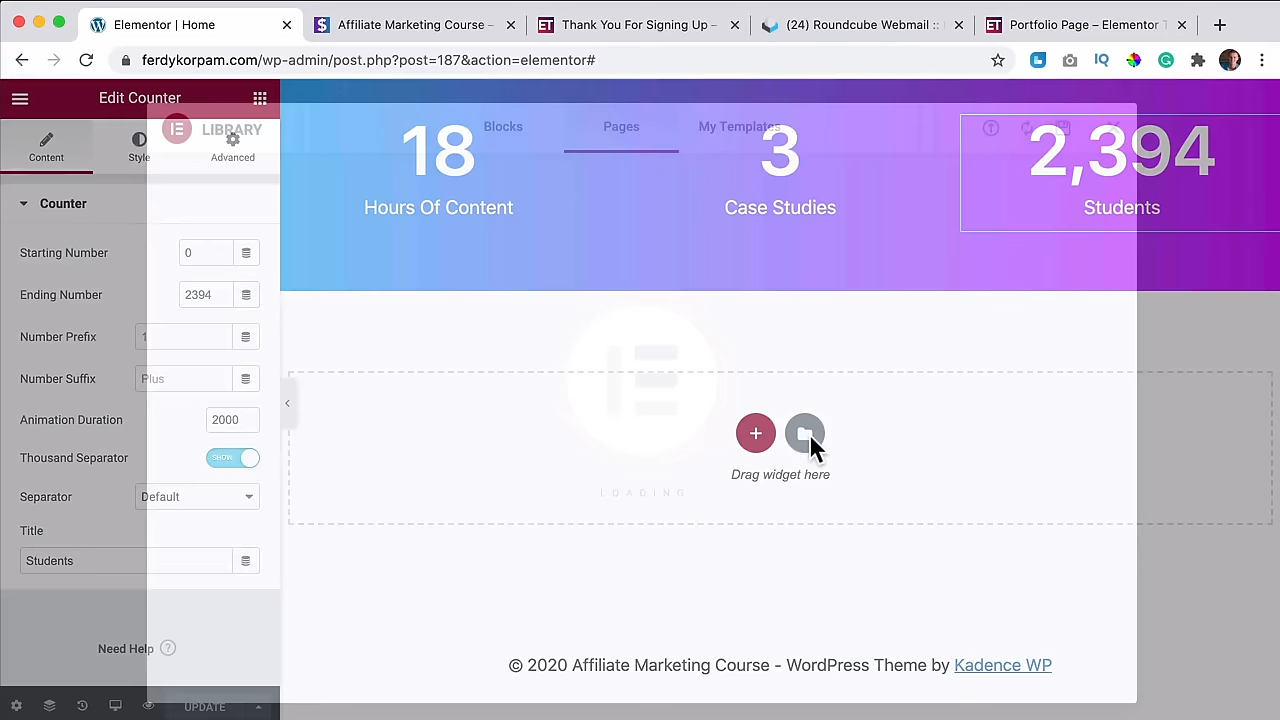 Elementor | Home
Affiliate Marketing Course –
Thank You For Signing Up –
(24) Roundcube Webmail ::
Portfolio Page – Elementor T
ferdykorpam.com/wp-admin/post.php?post=187&action=elementor#
Edit Counter
LIBRARY
Blocks
Pages
My Templates
Content
Style
Advanced
18
Hours Of Content
3
Case Studies
2,394
Students
Counter
Starting Number
0
Ending Number
2394
Number Prefix
1
Number Suffix
Plus
Animation Duration
2000
Thousand Separator
SHOW
Separator
Default
Title
Students
Need Help ?
UPDATE
LOADING
Drag widget here
© 2020 Affiliate Marketing Course - WordPress Theme by Kadence WP